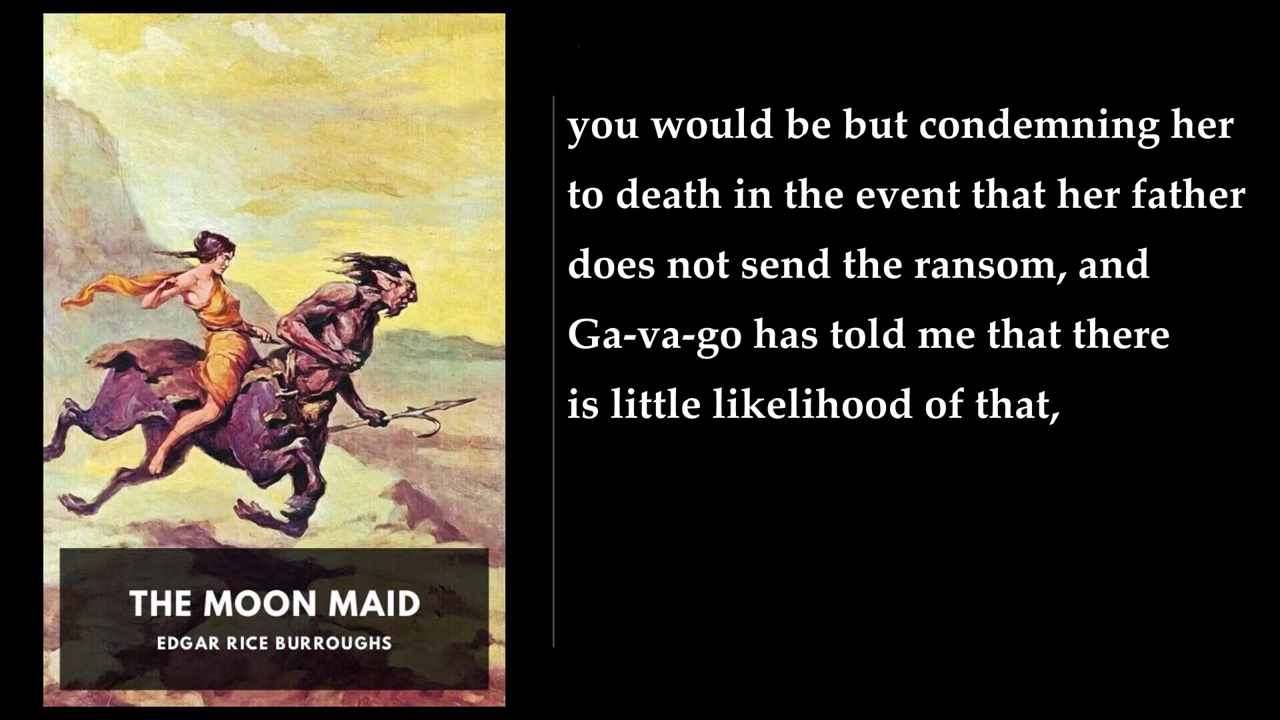 THE MOON MAID
EDGAR RICE BURROUGHS
you would be but condemning her
to death in the event that her father
does not send the ransom, and
Ga-va-go has told me that there
is little likelihood of that,